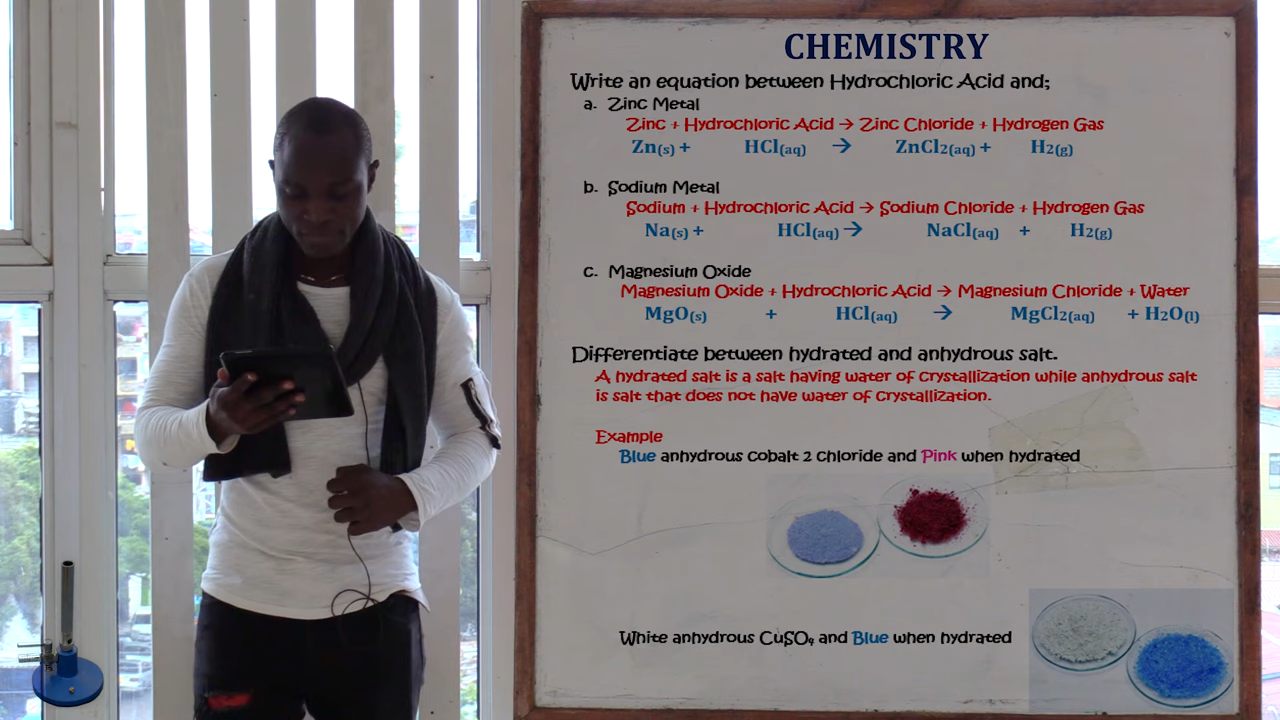 CHEMISTRY
Write an equation between Hydrochloric Acid and;
a. Zinc Metal
Zinc + Hydrochloric Acid → Zinc Chloride + Hydrogen Gas
Zn(s) + HCl(aq) → ZnCl2(aq) + H2(g)
b. Sodium Metal
Sodium + Hydrochloric Acid → Sodium Chloride + Hydrogen Gas
Na(s) + HCl(aq) → NaCl(aq) + H2(g)
c. Magnesium Oxide
Magnesium Oxide + Hydrochloric Acid → Magnesium Chloride + Water
MgO(s) + HCl(aq) → MgCl2(aq) + H2O(l)
Differentiate between hydrated and anhydrous salt.
A hydrated salt is a salt having water of crystallization while anhydrous salt
is salt that does not have water of crystallization.
Example
Blue anhydrous cobalt 2 chloride and Pink when hydrated
White anhydrous CuSO4 and Blue when hydrated